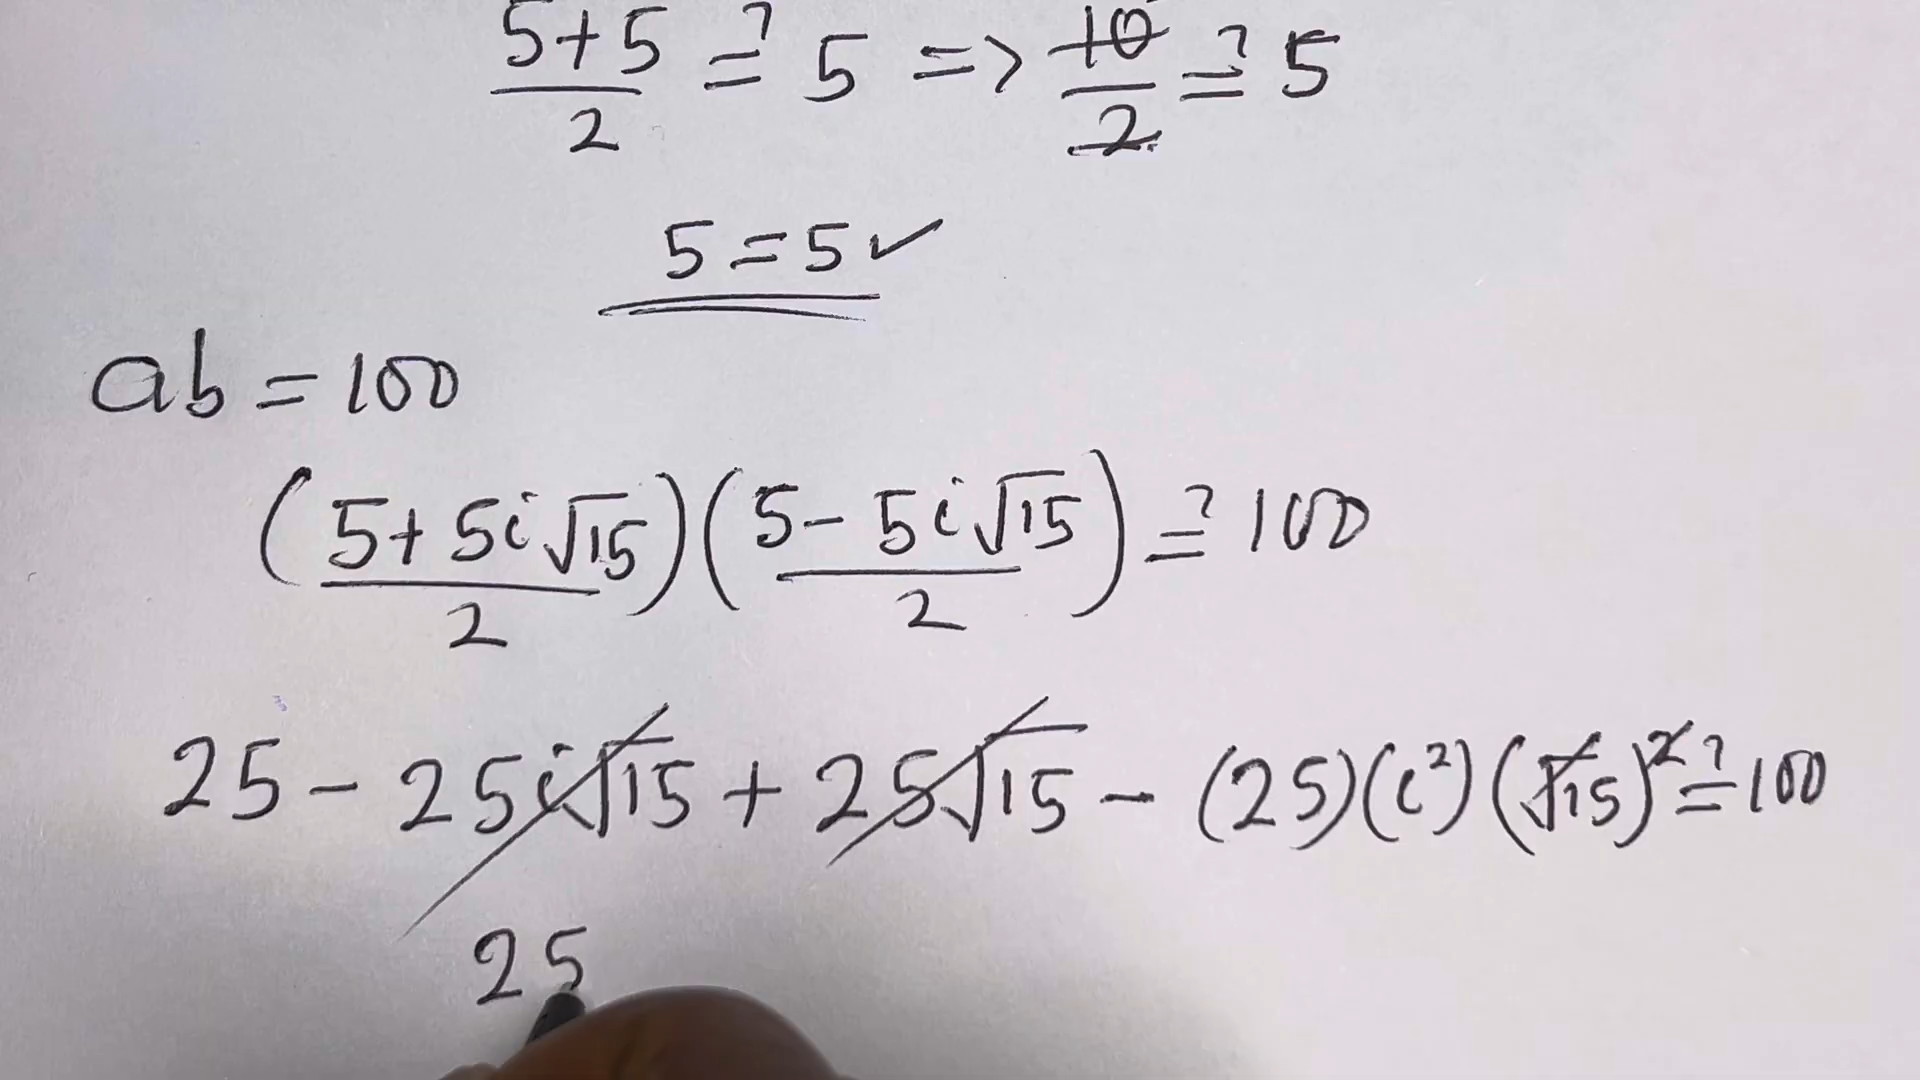 (5+5)/2 ≟ 5 => 10/2 ≟ 5
5=5✓
ab=100
((5+5i√15)/2)((5-5i√15)/2) ≟ 100
25-25i√15+25√15-(25)(i²)(√15)² ≟ 100
25